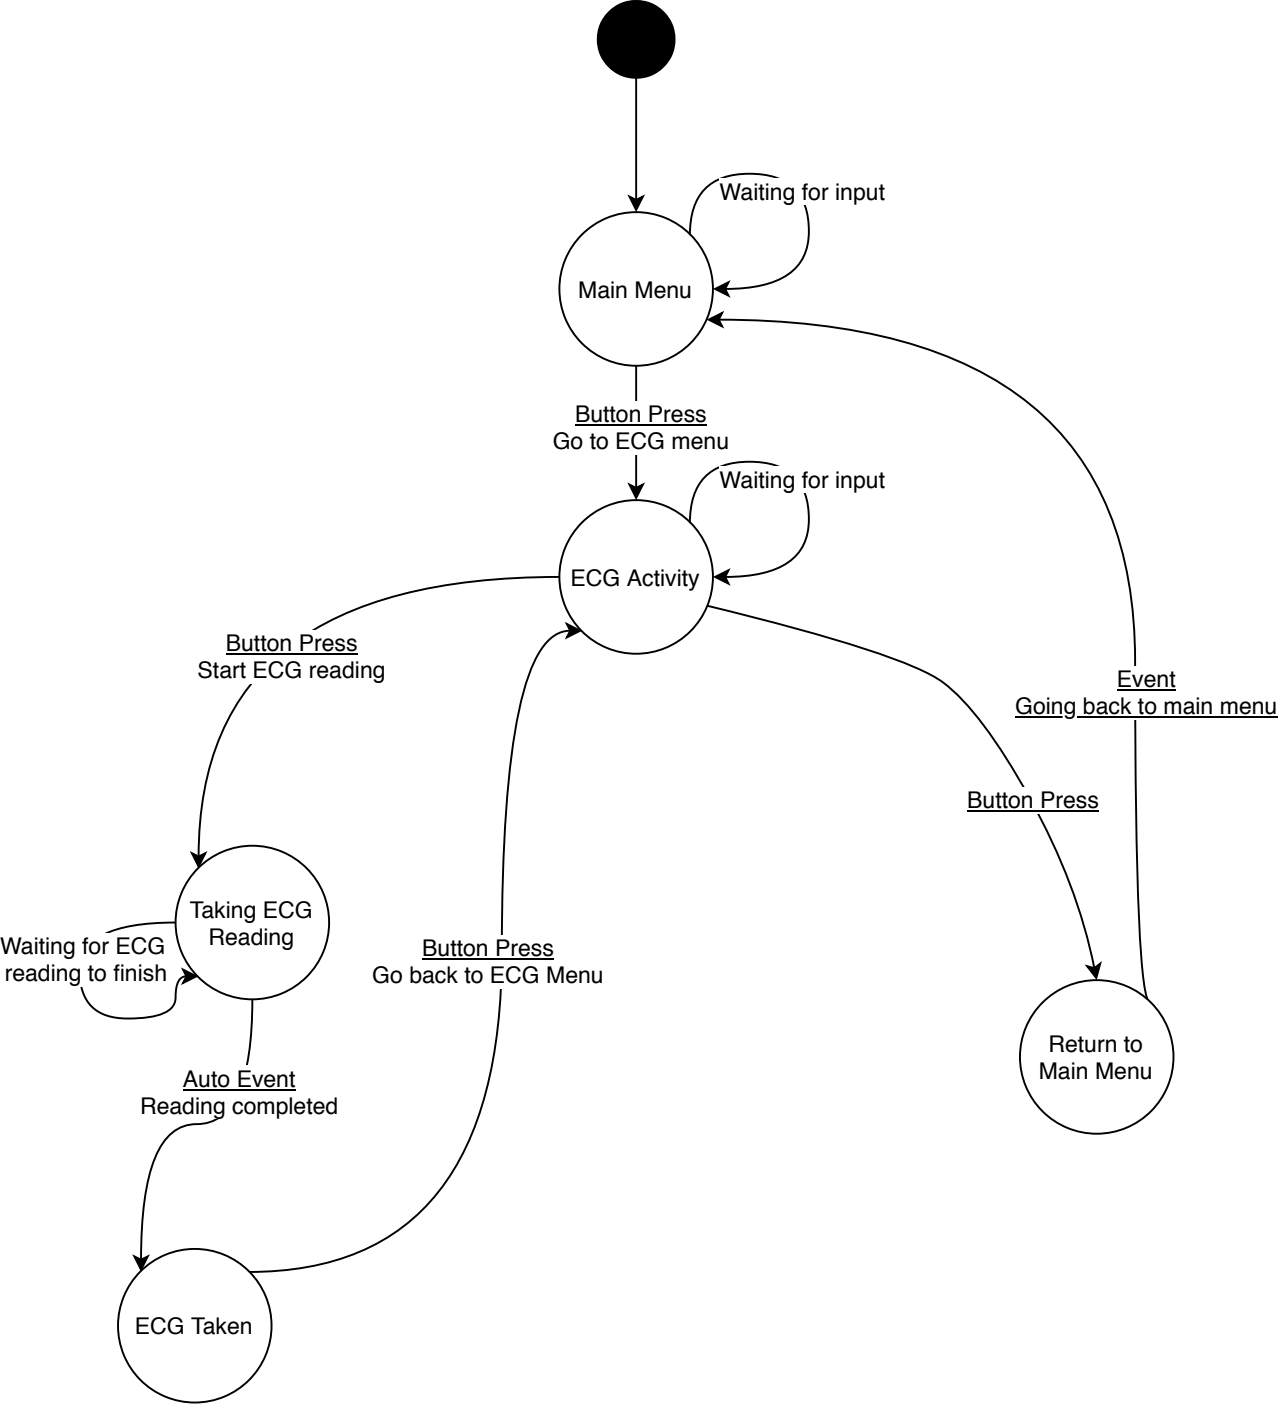 Waiting for input
Main Menu
Button Press
Go to ECG menu
Waiting for input
ECG Activity
Button Press
Start ECG reading
Event
Going back to main menu
Button Press
Taking ECG
Reading
Waiting for ECG
reading to finish
Button Press
Go back to ECG Menu
Return to
Main Menu
Auto Event
Reading completed
ECG Taken